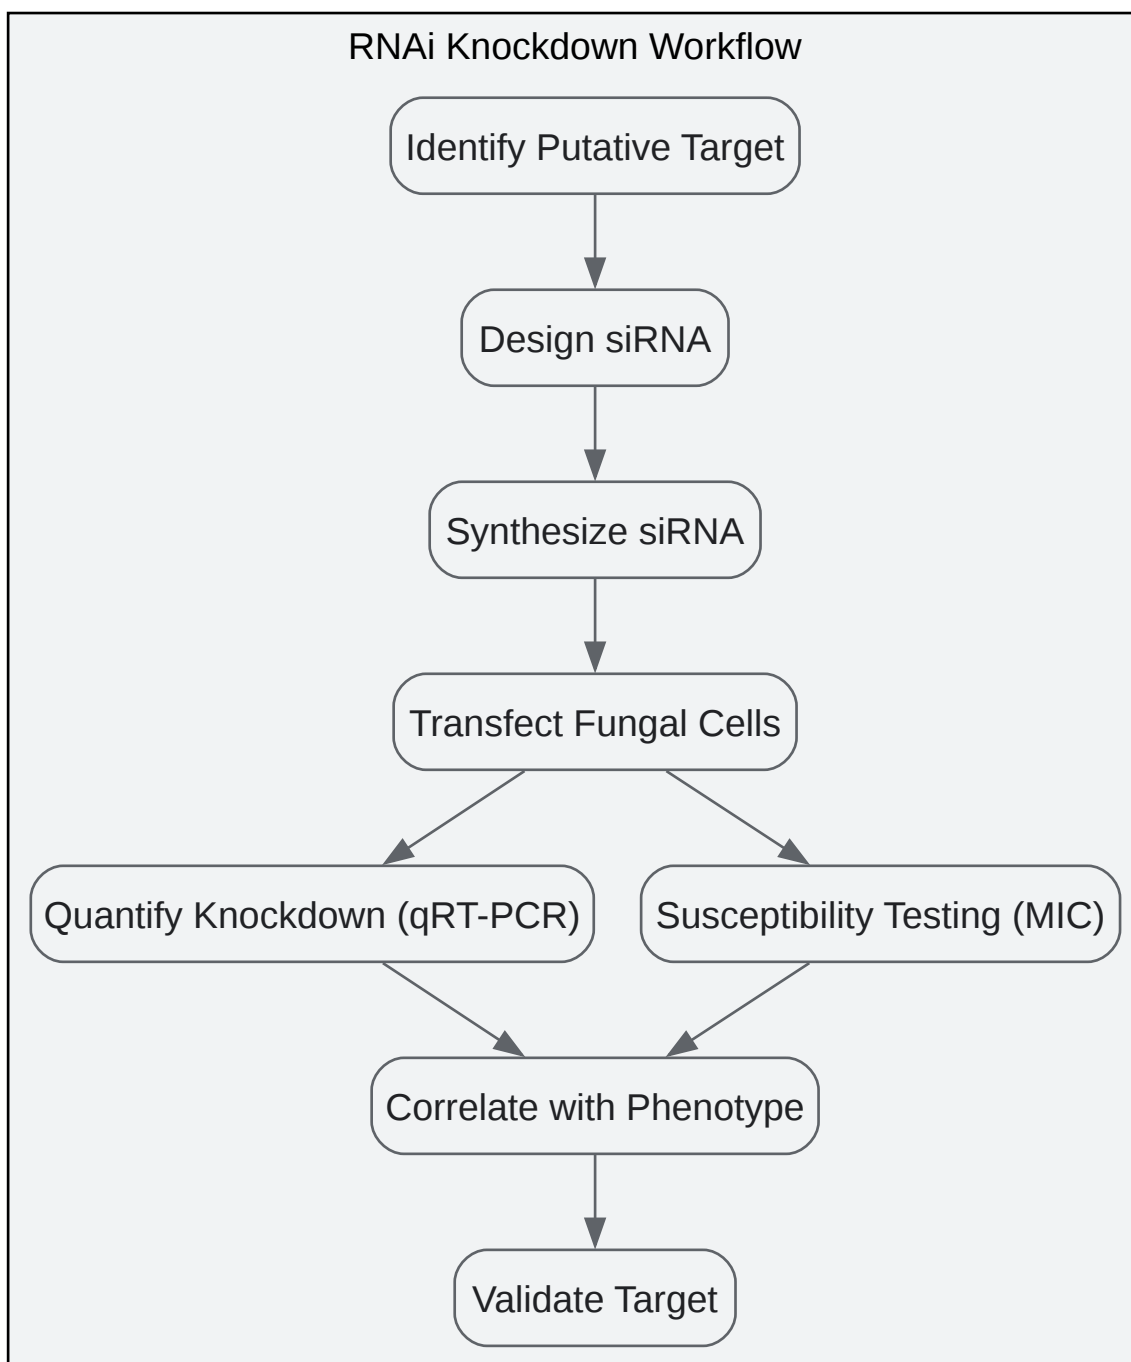 RNAi Knockdown Workflow
Identify Putative Target
Design siRNA
Synthesize siRNA
Transfect Fungal Cells
Quantify Knockdown (qRT-PCR)
Susceptibility Testing (MIC)
Correlate with Phenotype
Validate Target